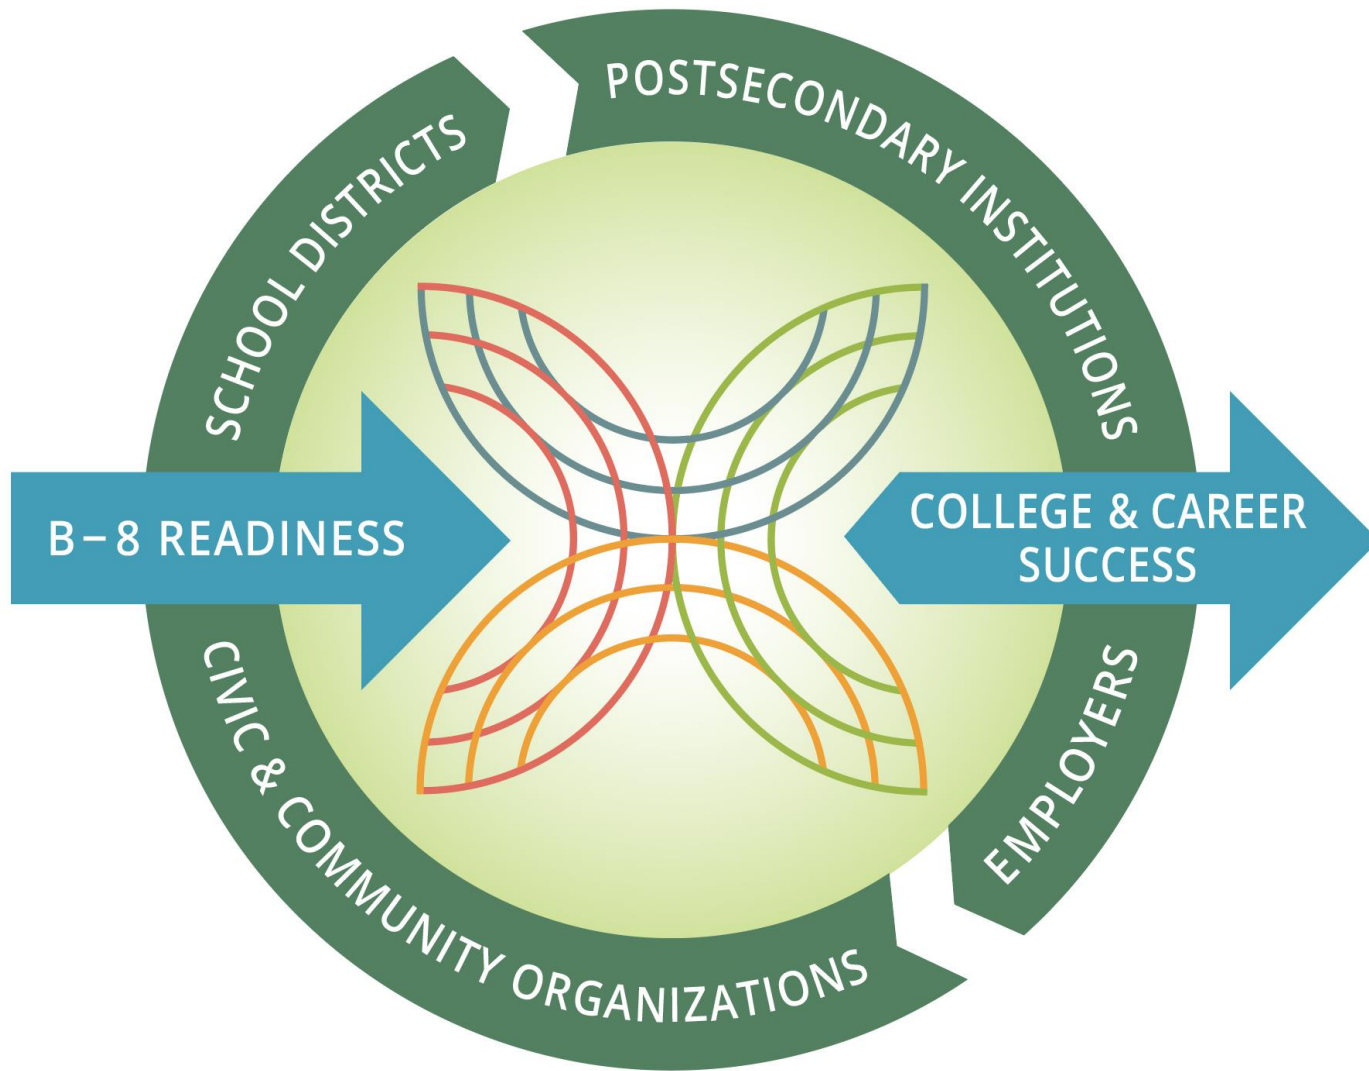 SCHOOL DISTRICTS
POSTSECONDARY INSTITUTIONS
B–8 READINESS
COLLEGE & CAREER
SUCCESS
CIVIC & COMMUNITY ORGANIZATIONS
EMPLOYERS